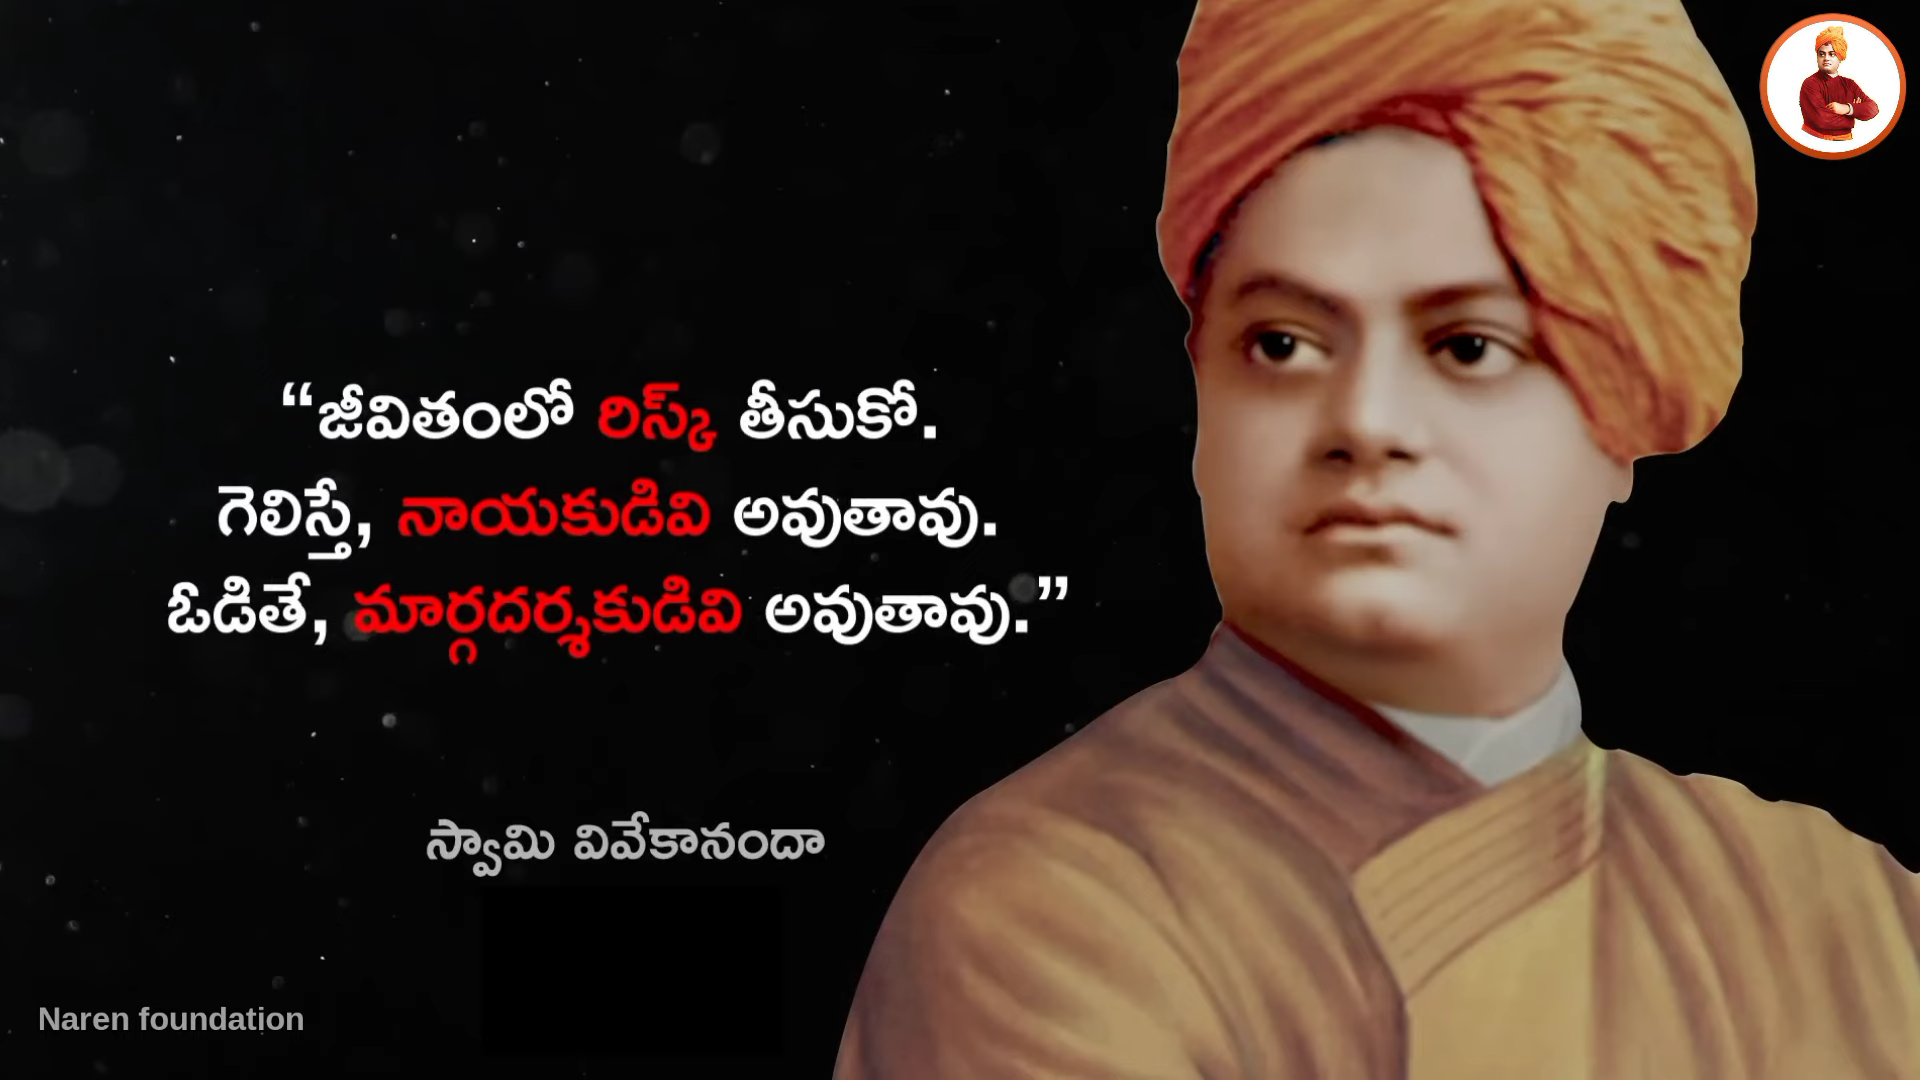 “జీవితంలో రిస్క్ తీసుకో.
గెలిస్తే, నాయకుడివి అవుతావు.
ఓడితే, మార్గదర్శకుడివి అవుతావు.”
స్వామి వివేకానందా
Naren foundation